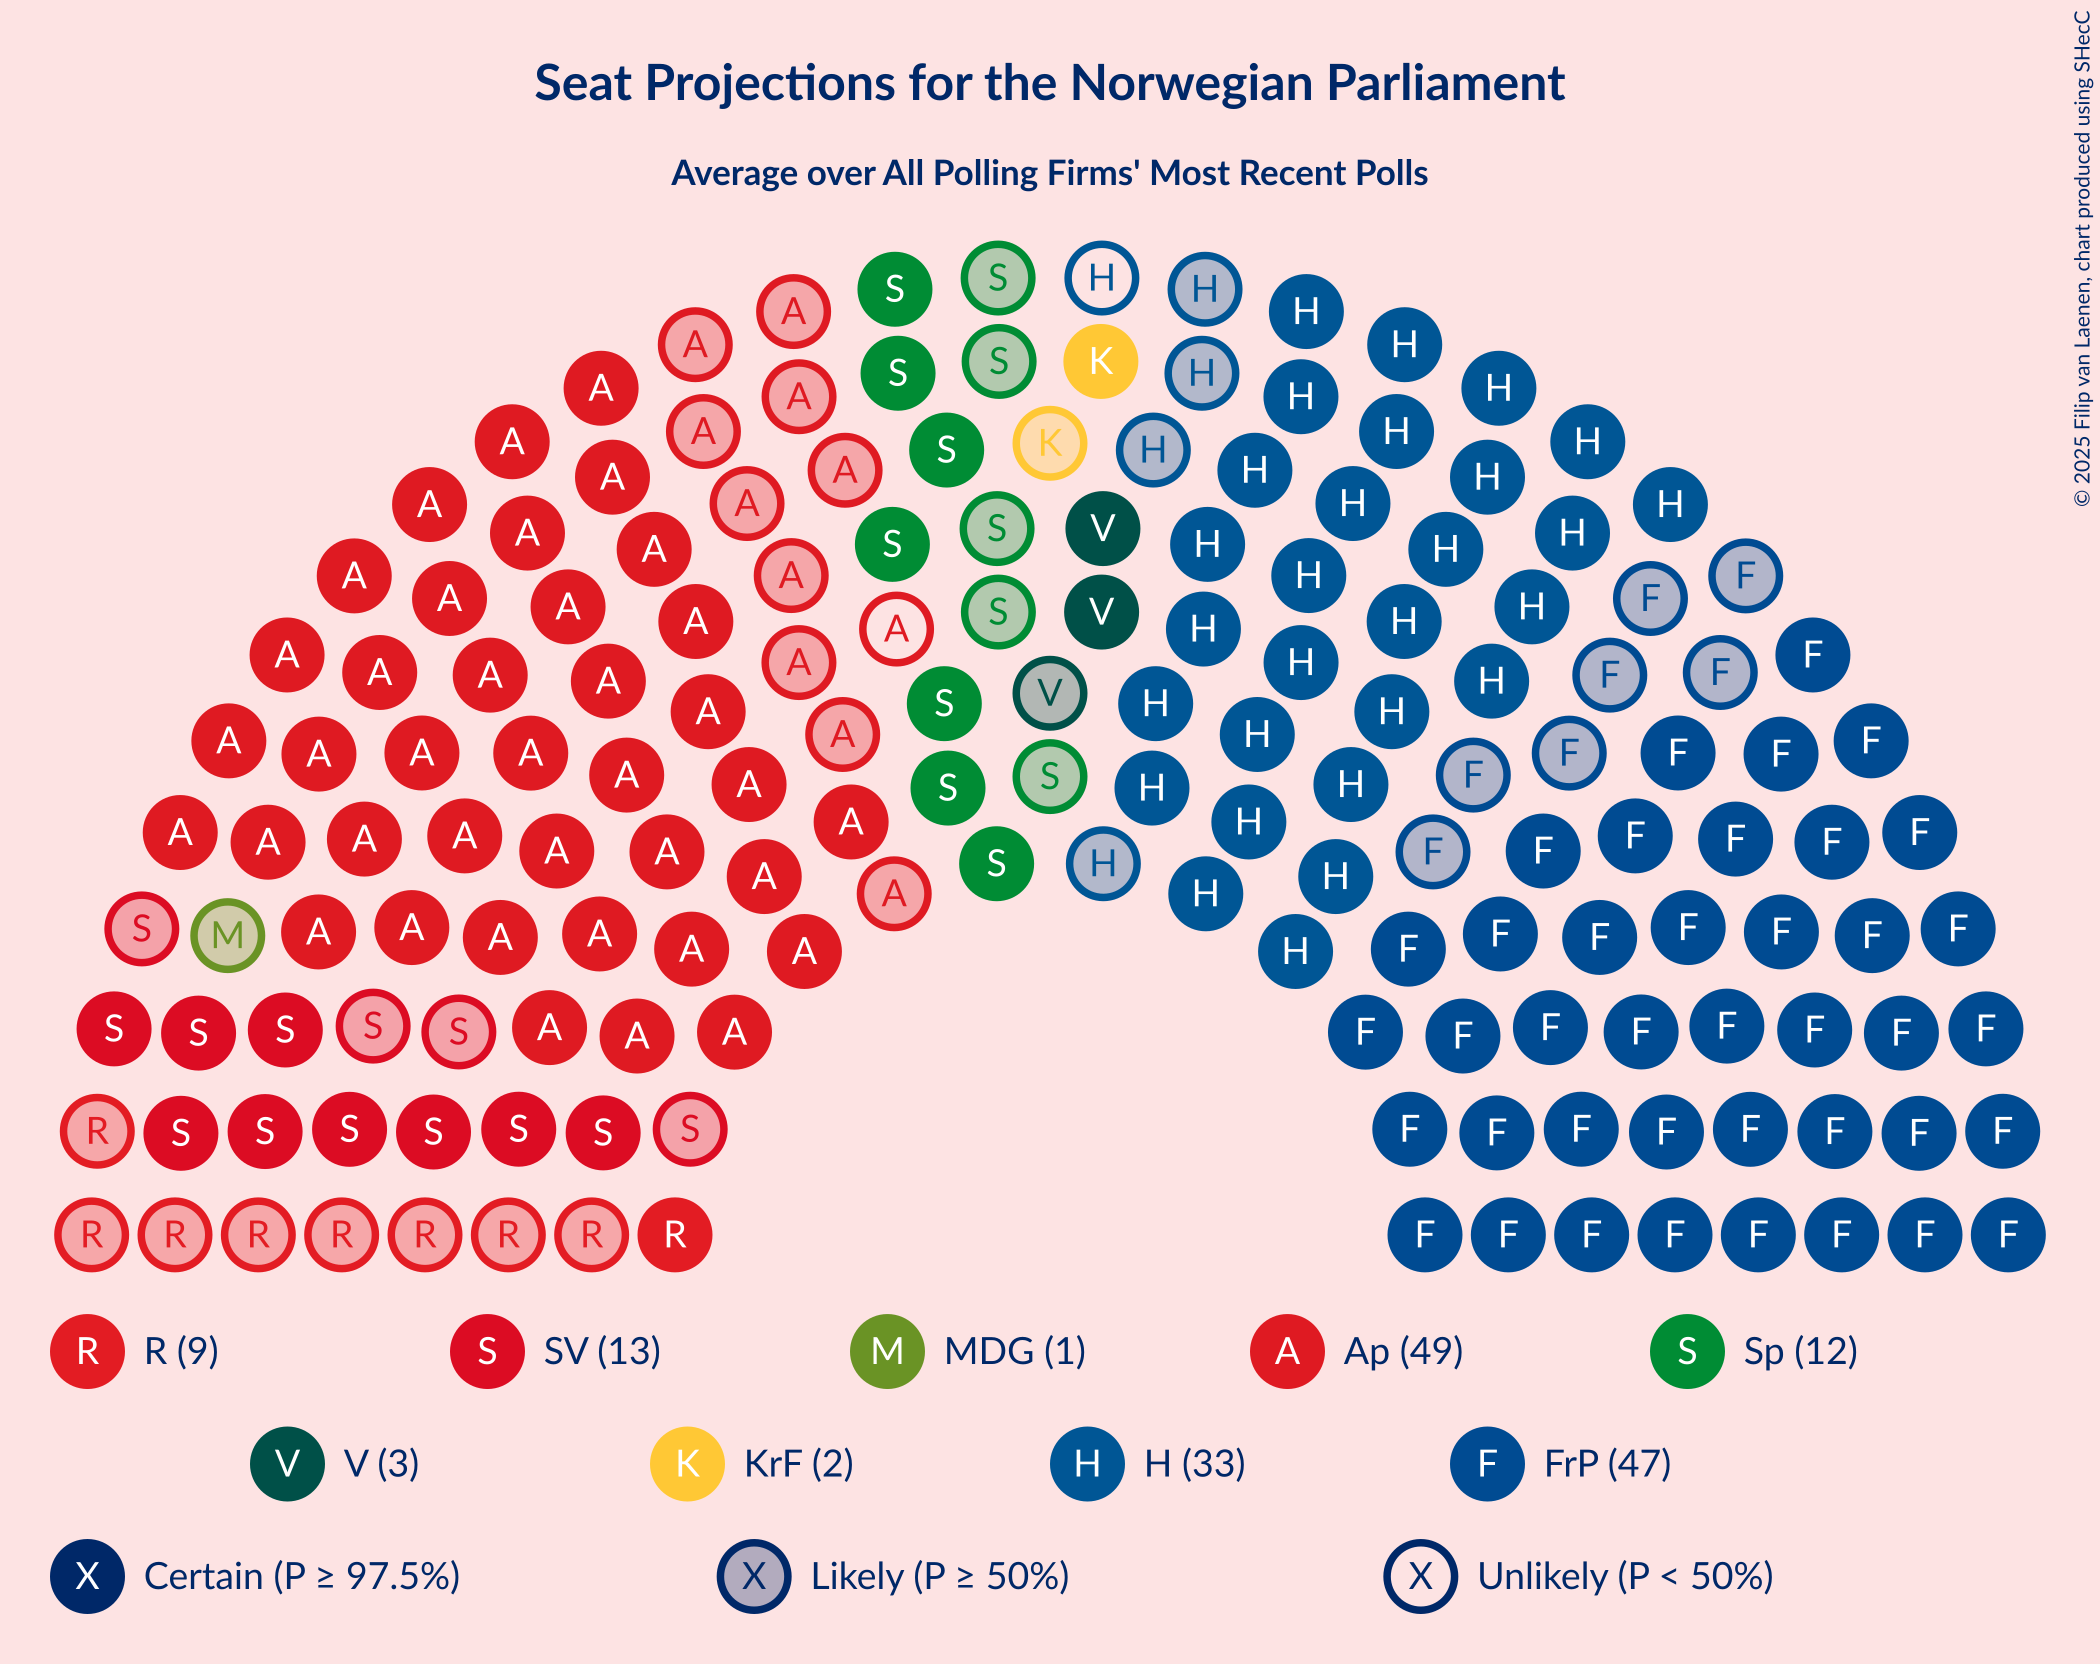 © 2025 Filip van Laenen, chart produced using SHecC
Seat Projections for the Norwegian Parliament
Average over All Polling Firms' Most Recent Polls
S S H H
A H
A H
S S K H
A A H H
A A S K H H H
A A H H
A A H H
A A S S V H H H
A A H F
A A A A S V H H H F
A A A A A H H F F F
A S V H H
A A A A A H F F F F
A A S S H H F
A A A A A A A H F F F F F F
A A S H H H
S M A A A A A A H F F F F F F F
S S S S S A A A F F F F F F F F
R S S S S S S S F F F F F F F F
R R R R R R R R F F F F F F F F
R R (9) S SV (13) M MDG (1) A Ap (49) S Sp (12)
V V (3) K KrF (2) H H (33) F FrP (47)
X Certain (P ≥ 97.5%) X Likely (P ≥ 50%) X Unlikely (P < 50%)